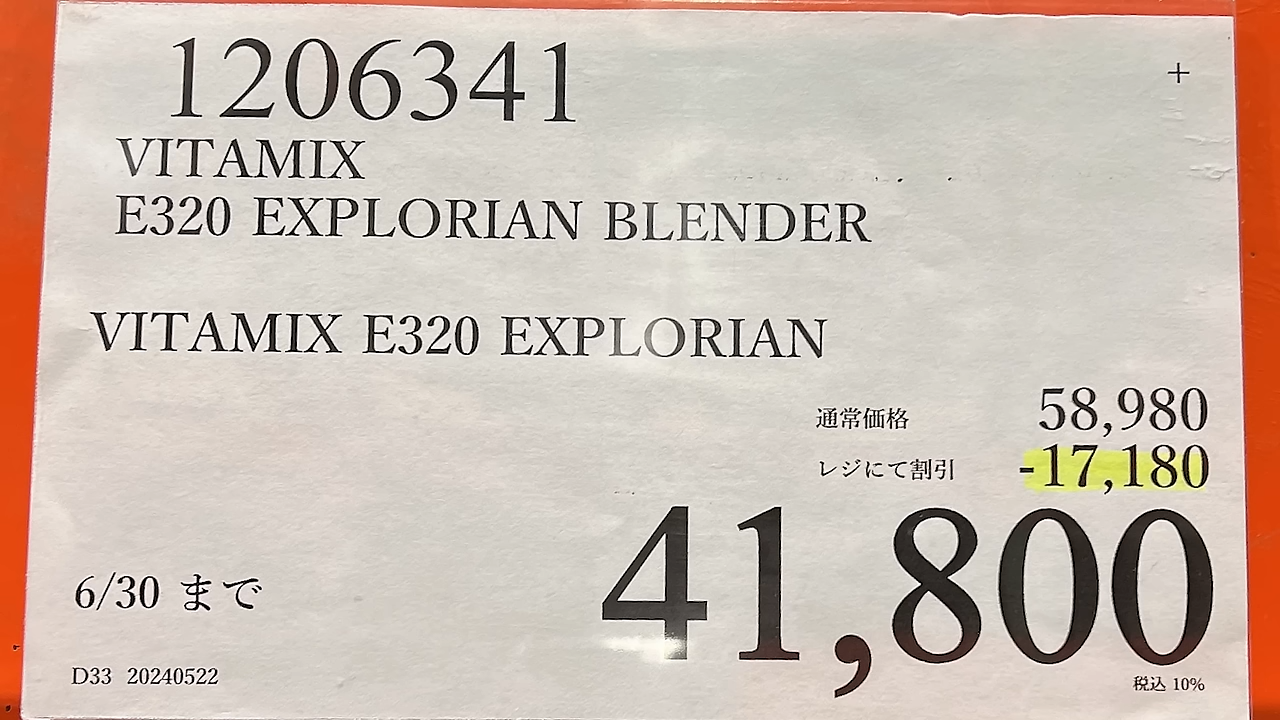 1206341
+
VITAMIX
E320 EXPLORIAN BLENDER
VITAMIX E320 EXPLORIAN
通常価格 58,980
レジにて割引 -17,180
41,800
6/30 まで
D33 20240522
税込 10%